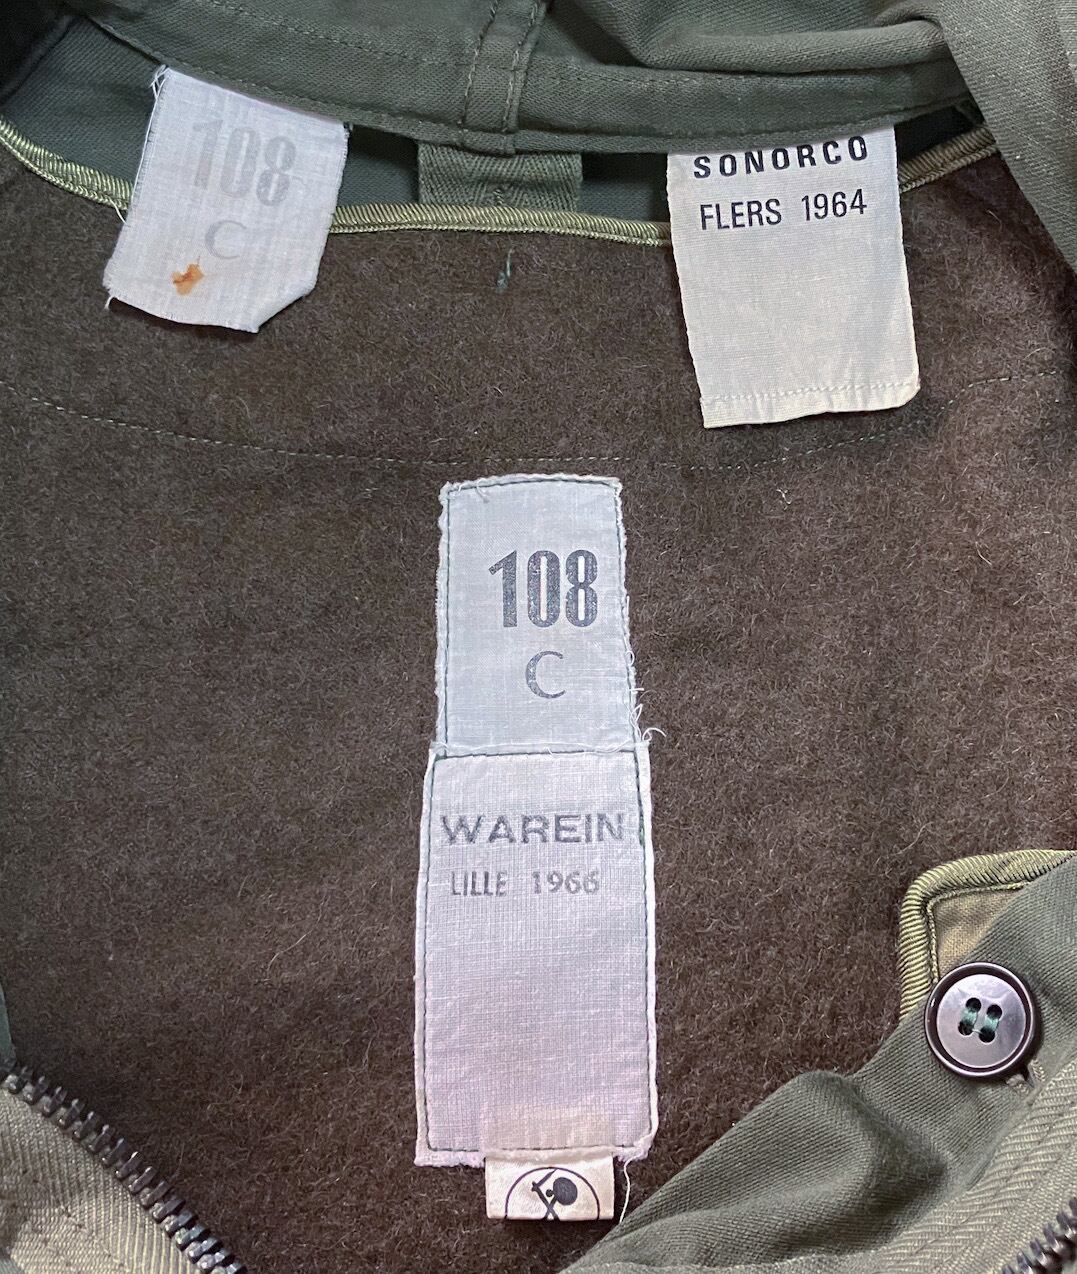 108
C
SONORCO
FLERS 1964
108
C
WAREIN
LILLE 1966